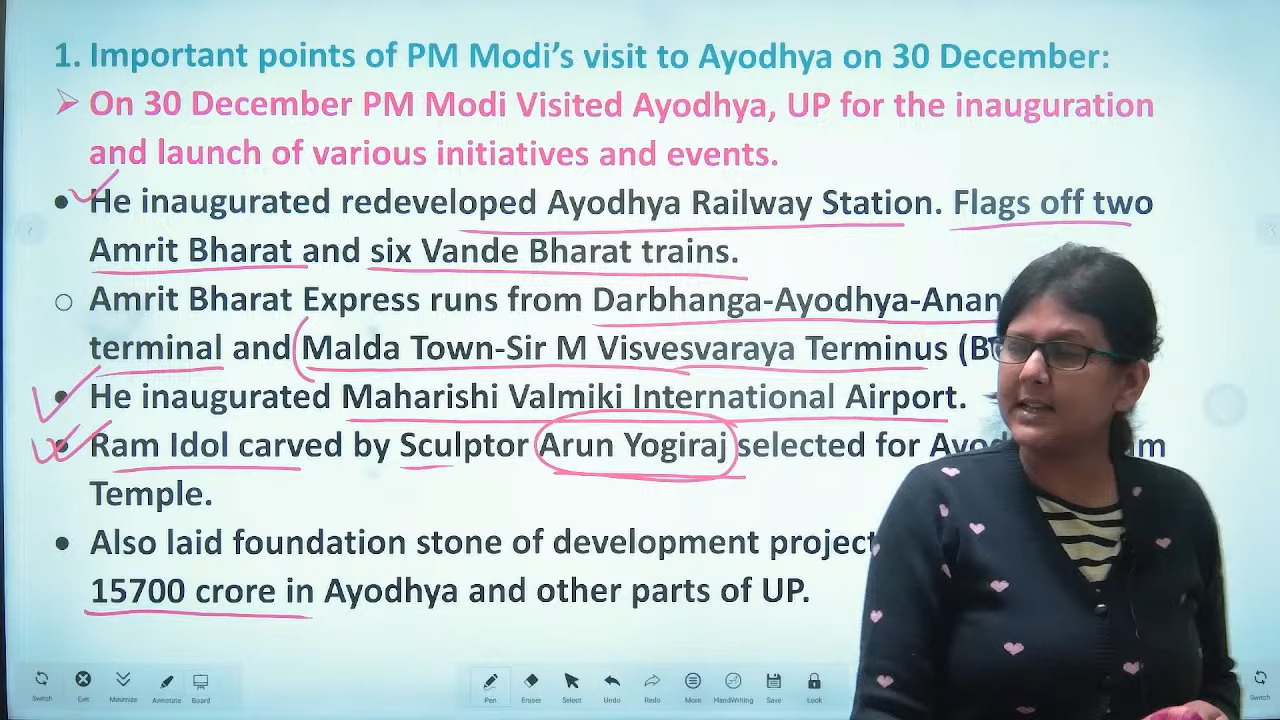 1. Important points of PM Modi's visit to Ayodhya on 30 December:
➢ On 30 December PM Modi Visited Ayodhya, UP for the inauguration
and launch of various initiatives and events.
• He inaugurated redeveloped Ayodhya Railway Station. Flags off two
Amrit Bharat and six Vande Bharat trains.
○ Amrit Bharat Express runs from Darbhanga-Ayodhya-Anan
terminal and Malda Town-Sir M Visvesvaraya Terminus (B
• He inaugurated Maharishi Valmiki International Airport.
• Ram Idol carved by Sculptor Arun Yogiraj selected for Ayo
Temple.
• Also laid foundation stone of development project
15700 crore in Ayodhya and other parts of UP.
Switch Exit Minimize Annotate Board Pen Eraser Select Undo Redo More HandWriting Save Lock Switch